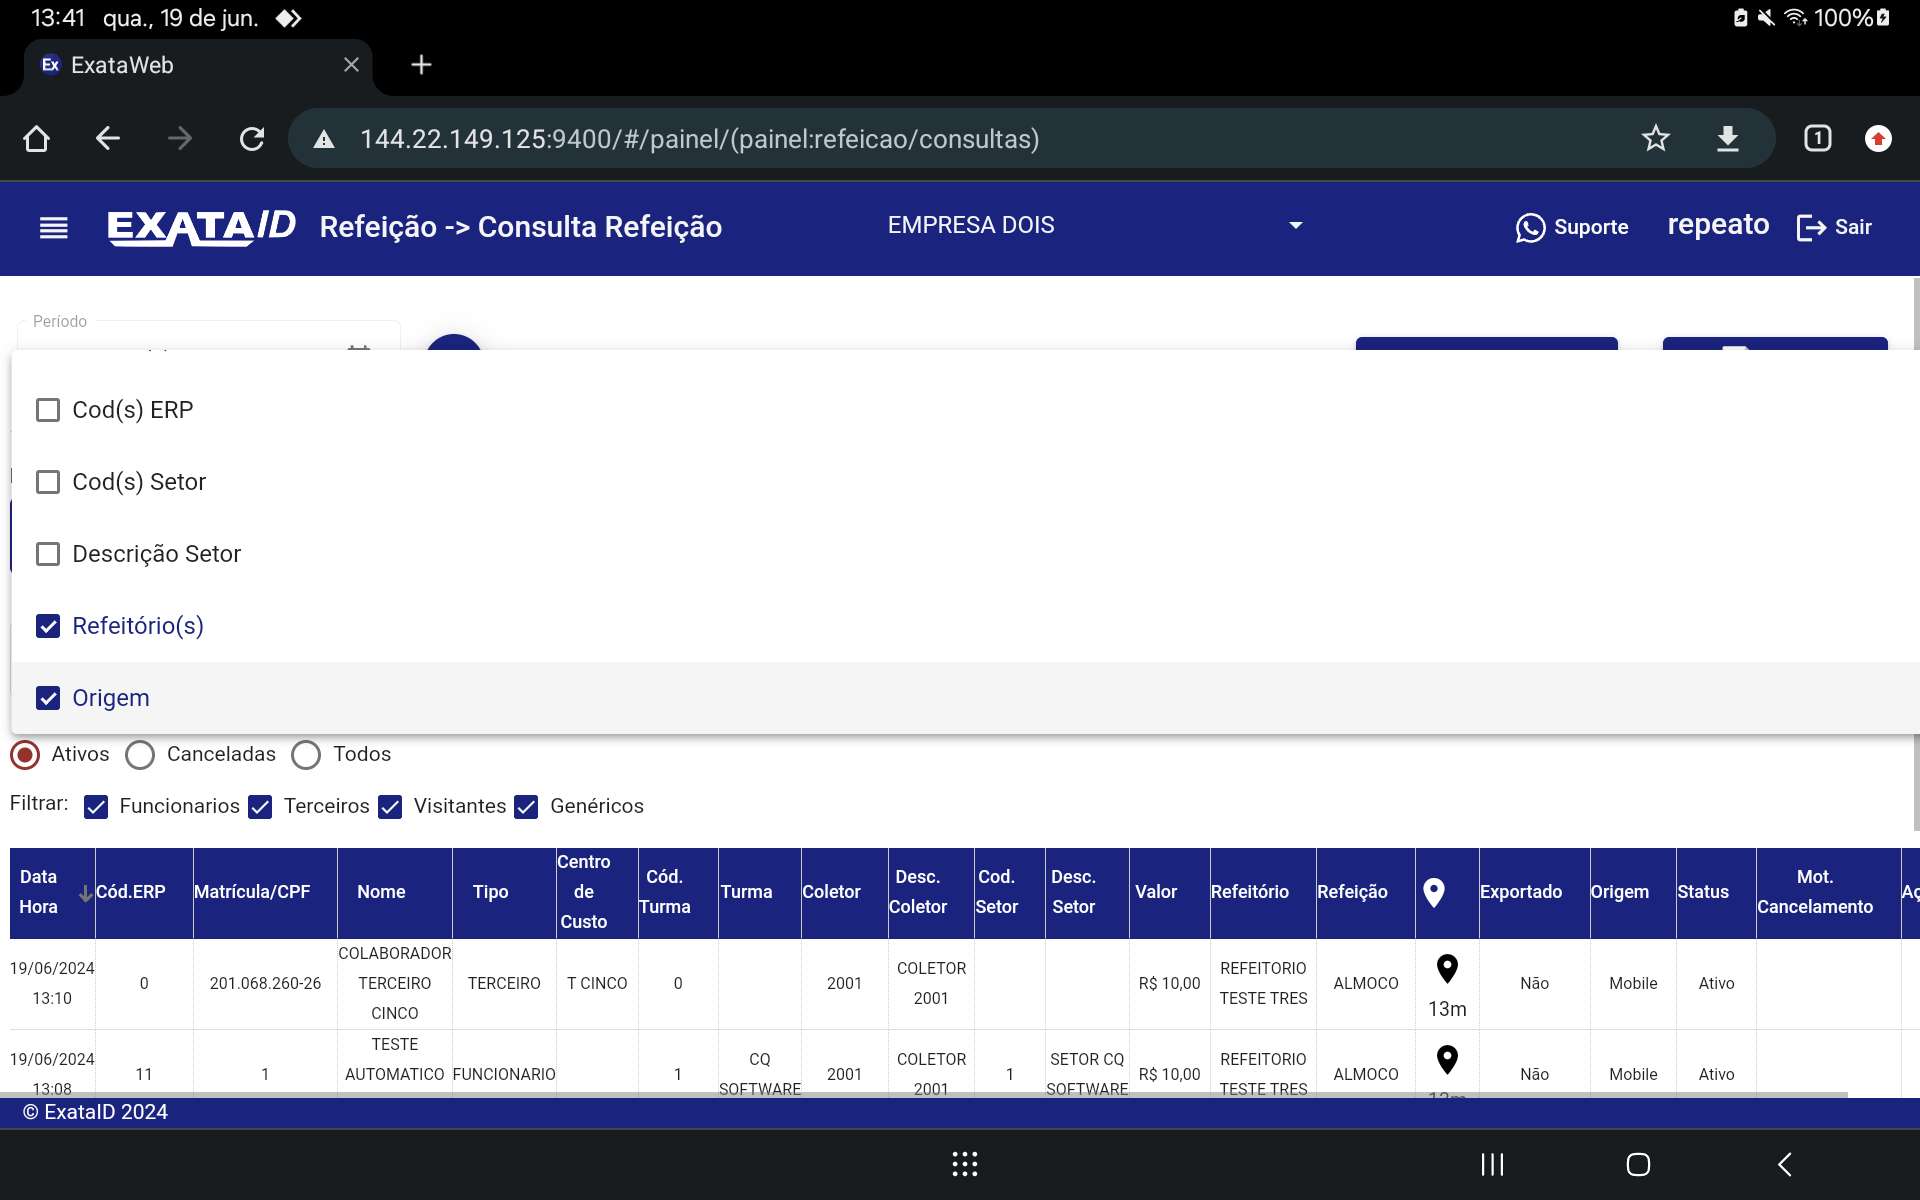 13:41 qua., 19 de jun.
100%
Ex ExataWeb
144.22.149.125:9400/#/painel/(painel:refeicao/consultas)
1
EXATA/ID Refeição -> Consulta Refeição EMPRESA DOIS Suporte repeato Sair
Período
Cod(s) ERP
Cod(s) Setor
Descrição Setor
Refeitório(s)
Origem
Ativos Canceladas Todos
Filtrar: Funcionarios Terceiros Visitantes Genéricos
Data Hora Cód.ERP Matrícula/CPF Nome Tipo Centro de Custo Cód. Turma Turma Coletor Desc. Coletor Cod. Setor Desc. Setor Valor Refeitório Refeição Exportado Origem Status Mot. Cancelamento
19/06/2024 13:10 0 201.068.260-26 COLABORADOR TERCEIRO CINCO TERCEIRO T CINCO 0 2001 COLETOR 2001 R$ 10,00 REFEITORIO TESTE TRES ALMOCO 13m Não Mobile Ativo
19/06/2024 13:08 11 1 TESTE AUTOMATICO FUNCIONARIO 1 CQ SOFTWARE 2001 COLETOR 2001 1 SETOR CQ SOFTWARE R$ 10,00 REFEITORIO TESTE TRES ALMOCO Não Mobile Ativo
© ExataID 2024